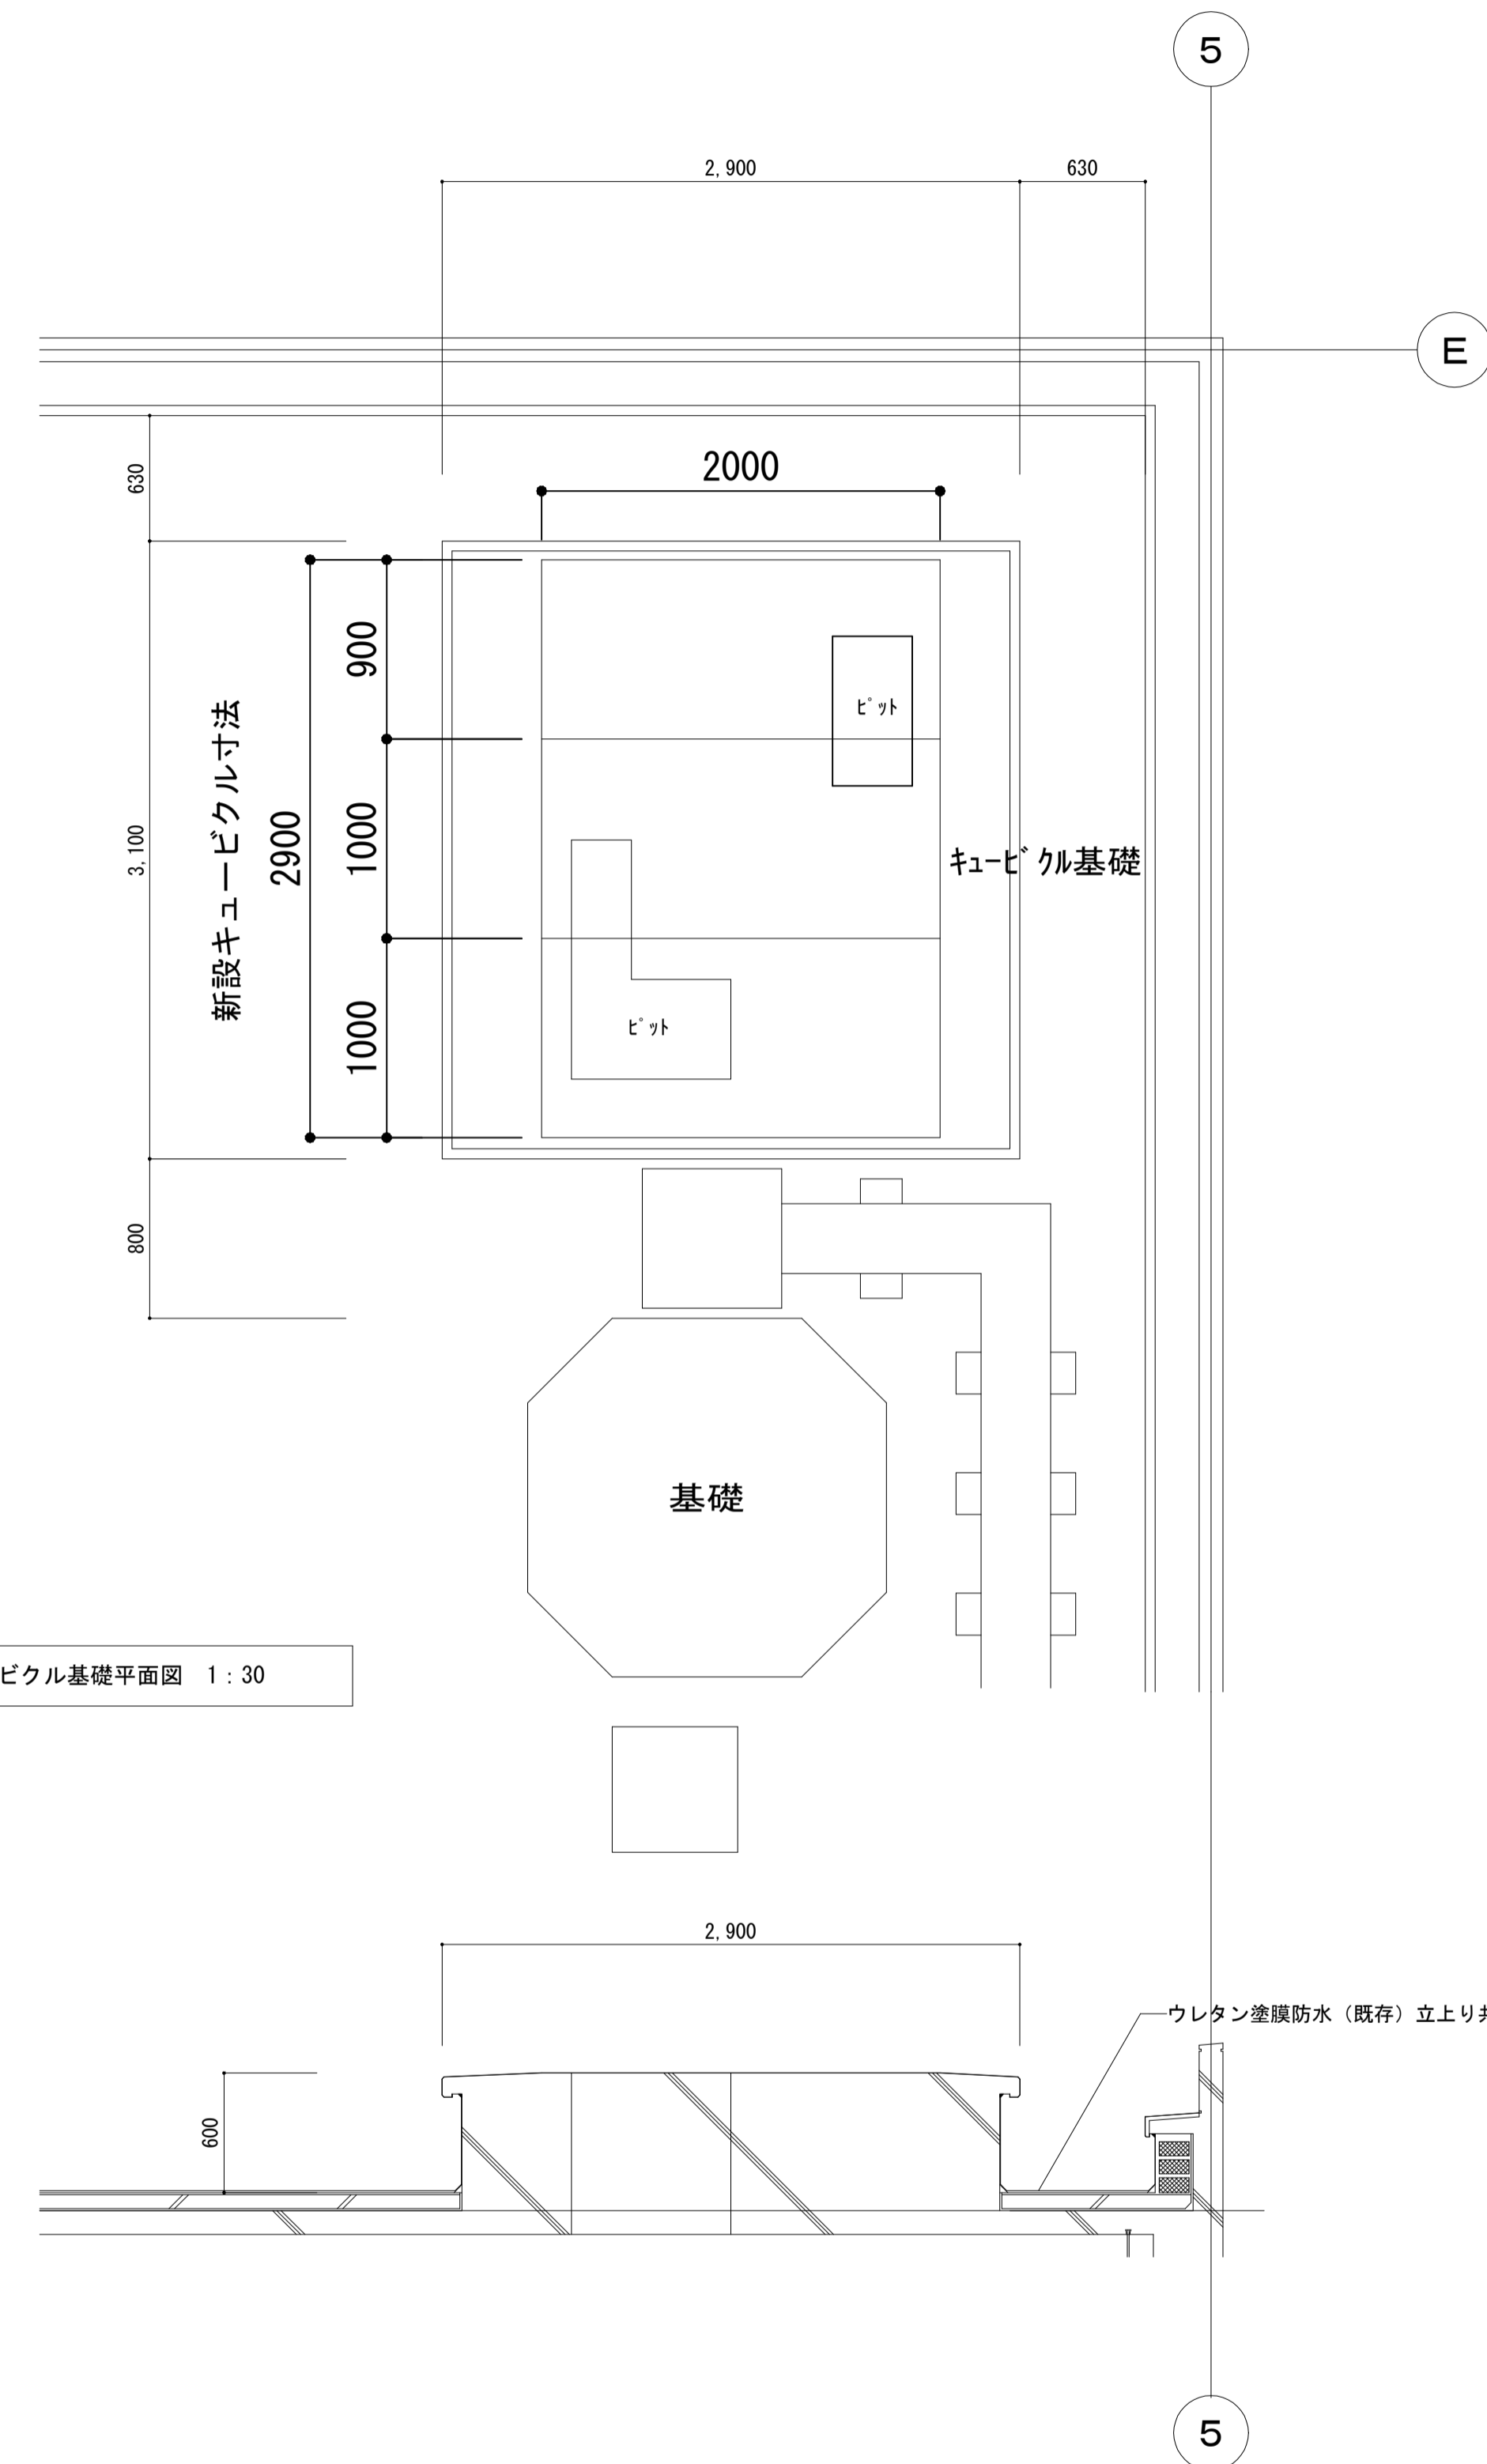 5
2,900
630
E
630
2000
900
ﾋﾟｯﾄ
新設キュービクル寸法
2900
1000
3,100
ｷｭｰﾋﾞｸﾙ基礎
1000
ﾋﾟｯﾄ
800
基礎
ビクル基礎平面図　1：30
2,900
ウレタン塗膜防水（既存）立上り
600
5